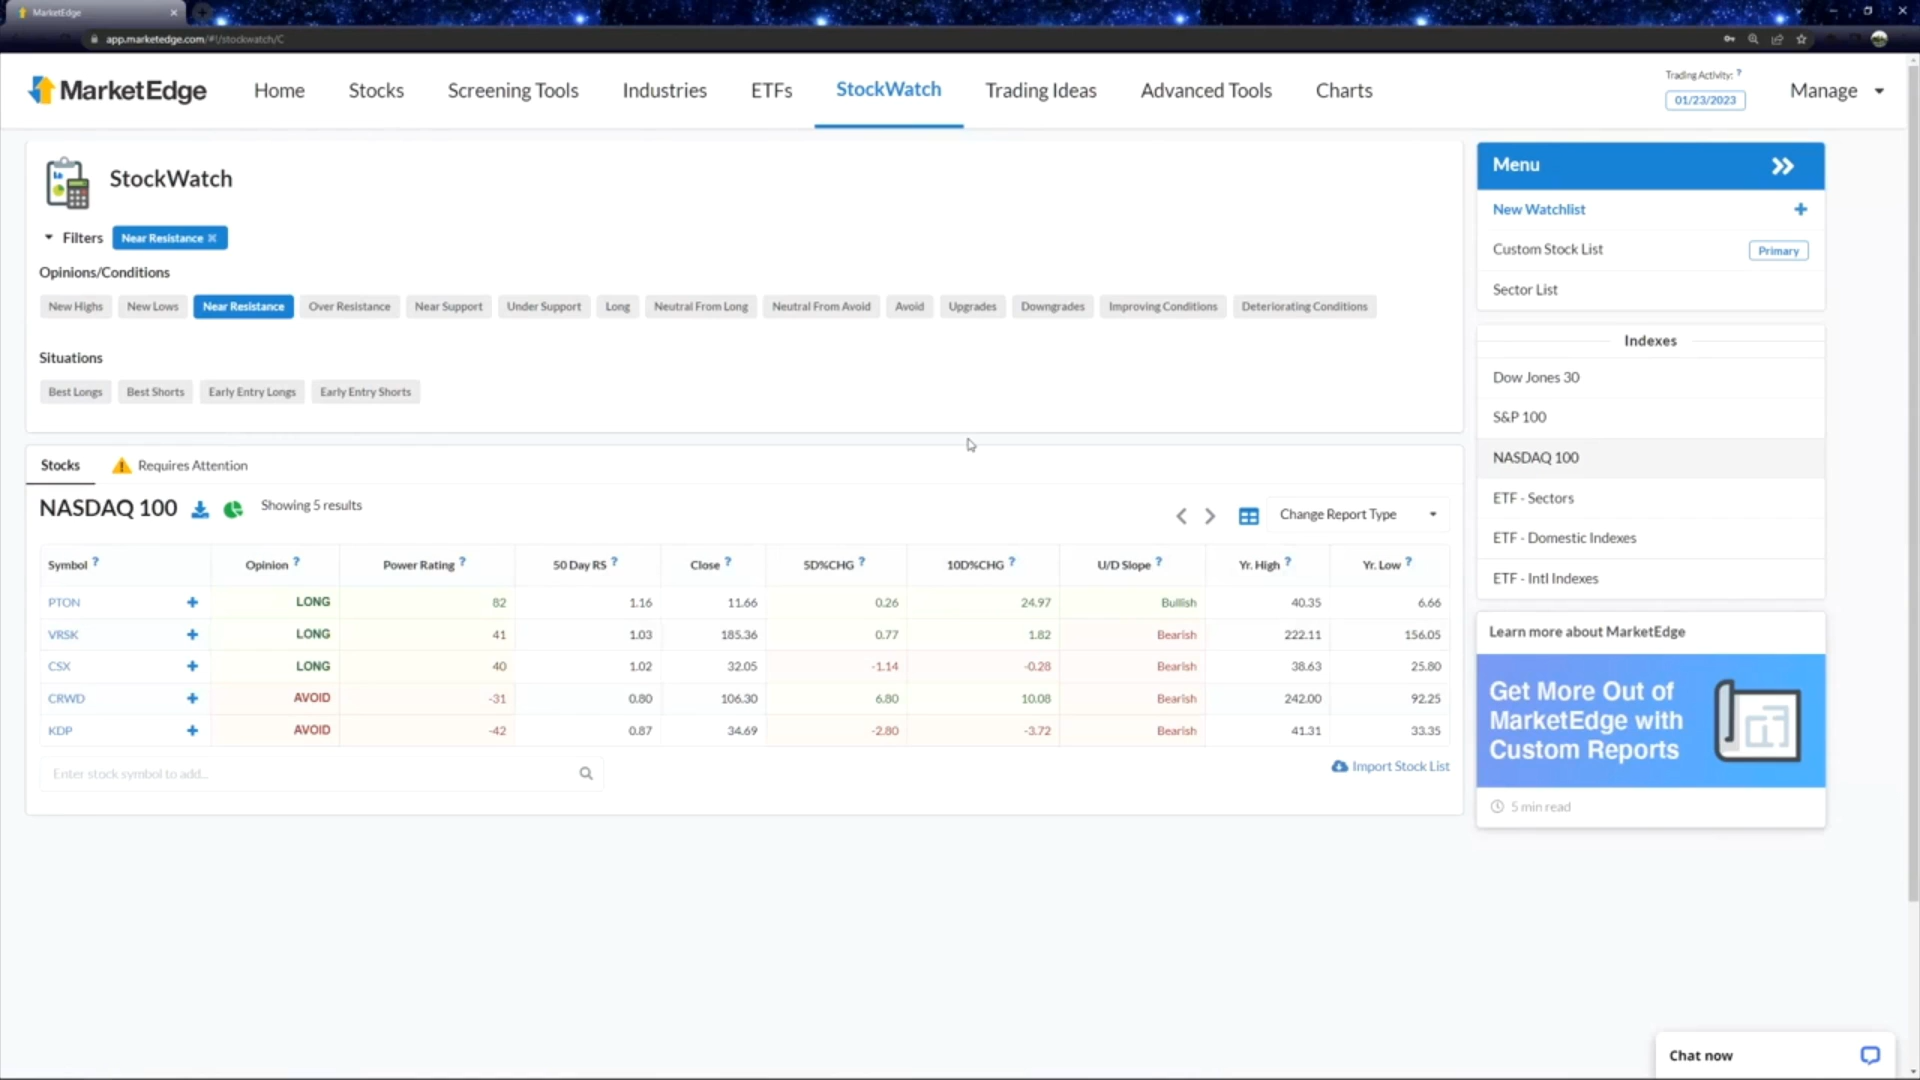 MarketEdge
app.marketedge.com/#!/stockwatch/C
MarketEdge
Home
Stocks
Screening Tools
Industries
ETFs
StockWatch
Trading Ideas
Advanced Tools
Charts
Trading Activity: ?
01/23/2023
Manage
StockWatch
Filters
Near Resistance
Opinions/Conditions
New Highs
New Lows
Near Resistance
Over Resistance
Near Support
Under Support
Long
Neutral From Long
Neutral From Avoid
Avoid
Upgrades
Downgrades
Improving Conditions
Deteriorating Conditions
Situations
Best Longs
Best Shorts
Early Entry Longs
Early Entry Shorts
Stocks
Requires Attention
NASDAQ 100
Showing 5 results
Change Report Type
Symbol ? Opinion ? Power Rating ? 50 Day RS ? Close ? 5D%CHG ? 10D%CHG ? U/D Slope ? Yr. High ? Yr. Low ?
PTON + LONG 82 1.16 11.66 0.26 24.97 Bullish 40.35 6.66
VRSK + LONG 41 1.03 185.36 0.77 1.82 Bearish 222.11 156.05
CSX + LONG 40 1.02 32.05 -1.14 -0.28 Bearish 38.63 25.80
CRWD + AVOID -31 0.80 106.30 6.80 10.08 Bearish 242.00 92.25
KDP + AVOID -42 0.87 34.69 -2.80 -3.72 Bearish 41.31 33.35
Enter stock symbol to add...
Import Stock List
Menu
New Watchlist +
Custom Stock List
Primary
Sector List
Indexes
Dow Jones 30
S&P 100
NASDAQ 100
ETF - Sectors
ETF - Domestic Indexes
ETF - Intl Indexes
Learn more about MarketEdge
Get More Out of
MarketEdge with
Custom Reports
5 min read
Chat now